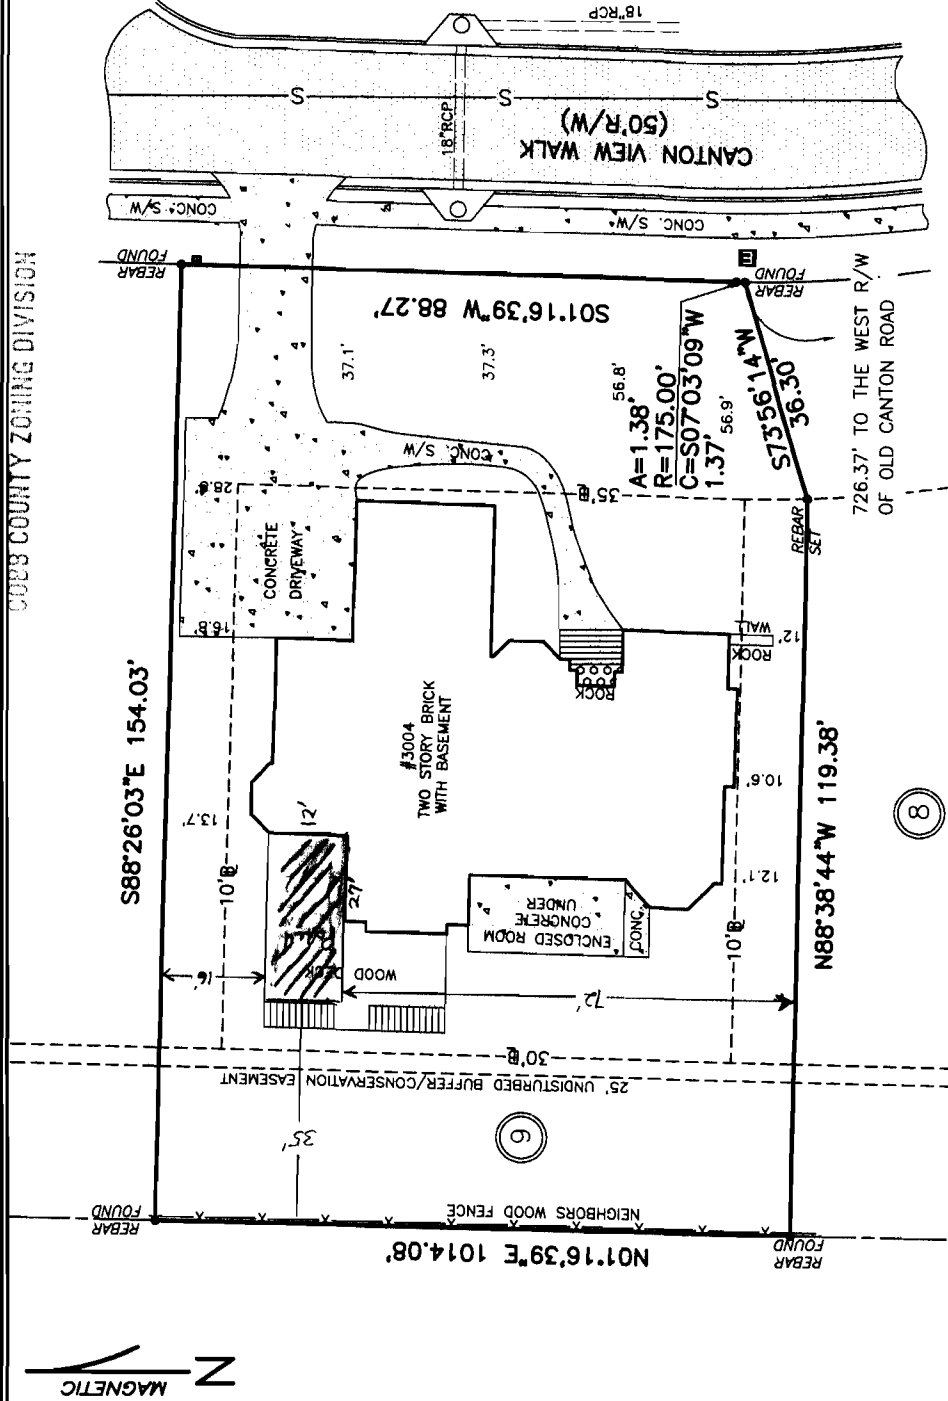 COBB COUNTY ZONING DIVISION
18"RCP
S
S
S
18"RCP
CANTON VIEW WALK
(50'R/W)
CONC. S/W
CONC. S/W
REBAR
FOUND
REBAR
FOUND
S01°16'39"W 88.27'
37.1'
37.3'
56.8'
56.9'
A=1.38'
R=175.00'
C=S07°03'09"W
1.37'
S73°56'14"W
36.30'
726.37' TO THE WEST R/W
OF OLD CANTON ROAD
CONC. S/W
28.8'
35'B
REBAR
SET
CONCRETE
DRIVEWAY
16.8'
12'
ROCK
WALL
ROCK
S88°26'03"E 154.03'
#3004
TWO STORY BRICK
WITH BASEMENT
13.7'
12'
10.6'
N88°38'44"W 119.38'
8
10'B
27'
12.1'
ENCLOSED ROOM
CONCRETE
UNDER
CONC.
10'B
16'
WOOD
DECK
72'
30'B
25' UNDISTURBED BUFFER/CONSERVATION EASEMENT
35'
9
NEIGHBORS WOOD FENCE
REBAR
FOUND
REBAR
FOUND
N01°16'39"E 1014.08'
MAGNETIC
N